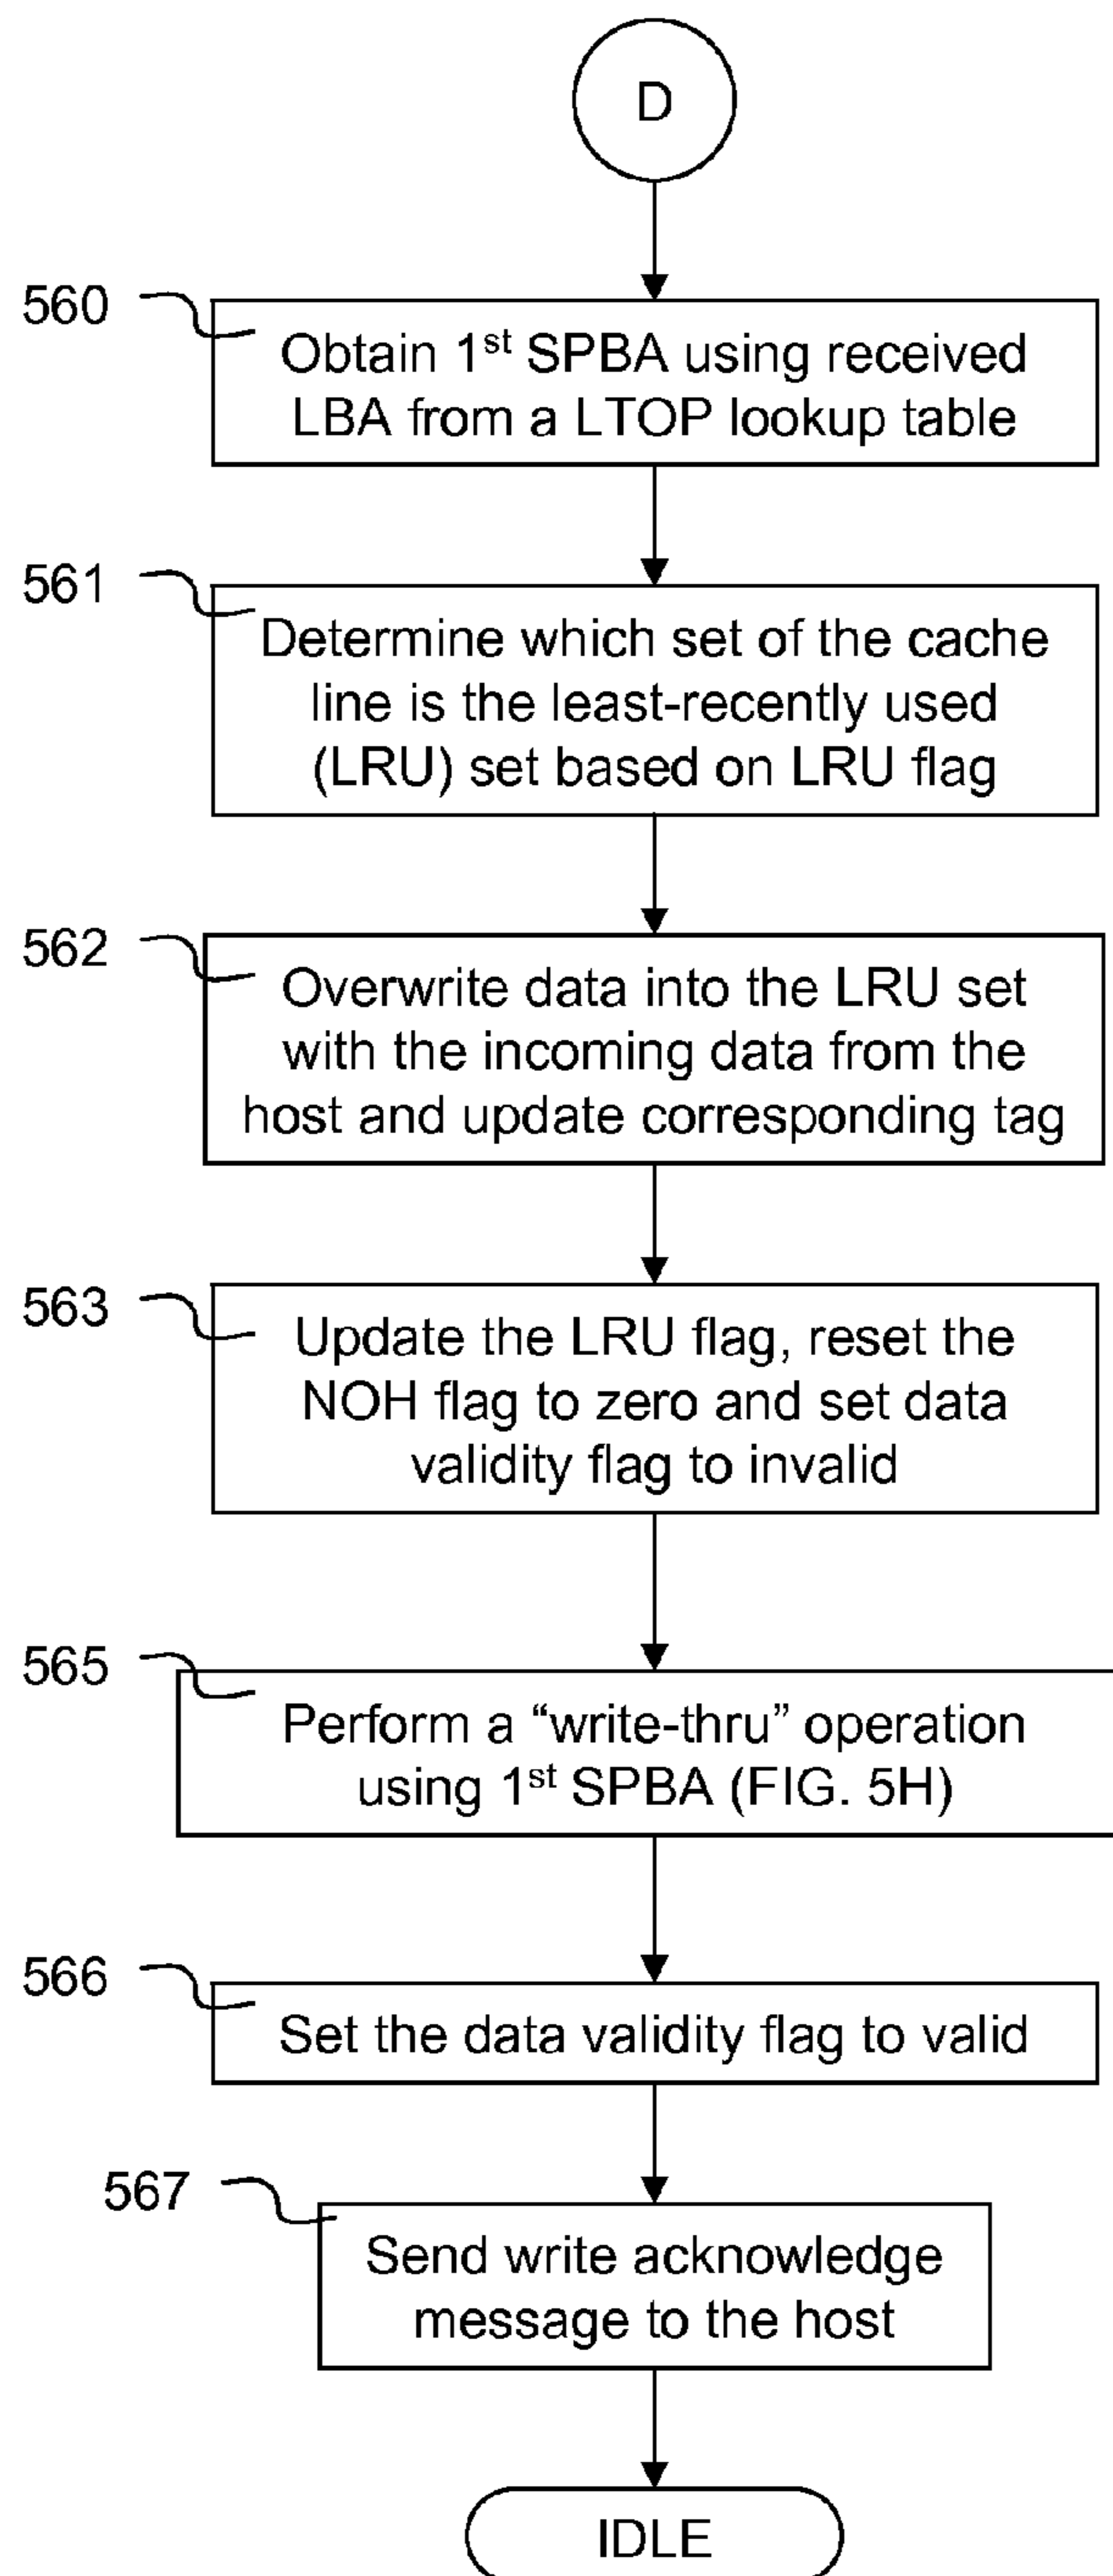 D
560
Obtain 1st SPBA using received
LBA from a LTOP lookup table
561
Determine which set of the cache
line is the least-recently used
(LRU) set based on LRU flag
562
Overwrite data into the LRU set
with the incoming data from the
host and update corresponding tag
563
Update the LRU flag, reset the
NOH flag to zero and set data
validity flag to invalid
565
Perform a “write-thru” operation
using 1st SPBA (FIG. 5H)
566
Set the data validity flag to valid
567
Send write acknowledge
message to the host
IDLE